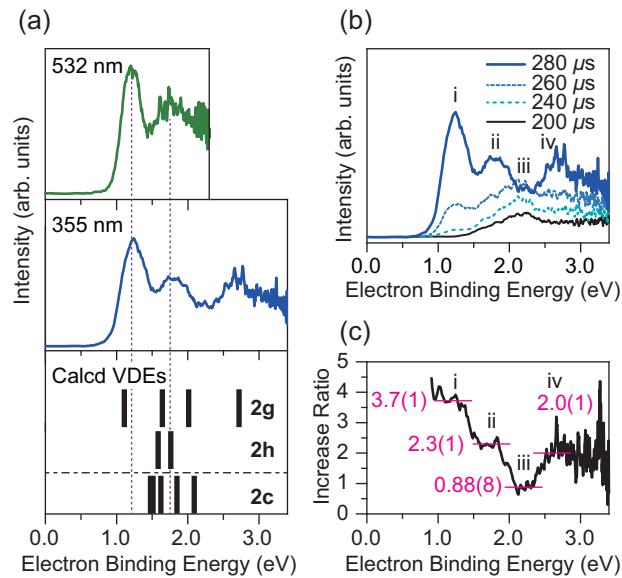 (a)
532 nm
355 nm
Intensity (arb. units)
Calcd VDEs
2g
2h
2c
0.0 1.0 2.0 3.0
Electron Binding Energy (eV)
(b)
280 µs
260 µs
240 µs
200 µs
i
ii
iii
iv
Intensity (arb. units)
0.0 1.0 2.0 3.0
Electron Binding Energy (eV)
(c)
5
4
3
2
1
0
Increase Ratio
i
ii
iii
iv
3.7(1)
2.3(1)
0.88(8)
2.0(1)
0.0 1.0 2.0 3.0
Electron Binding Energy (eV)